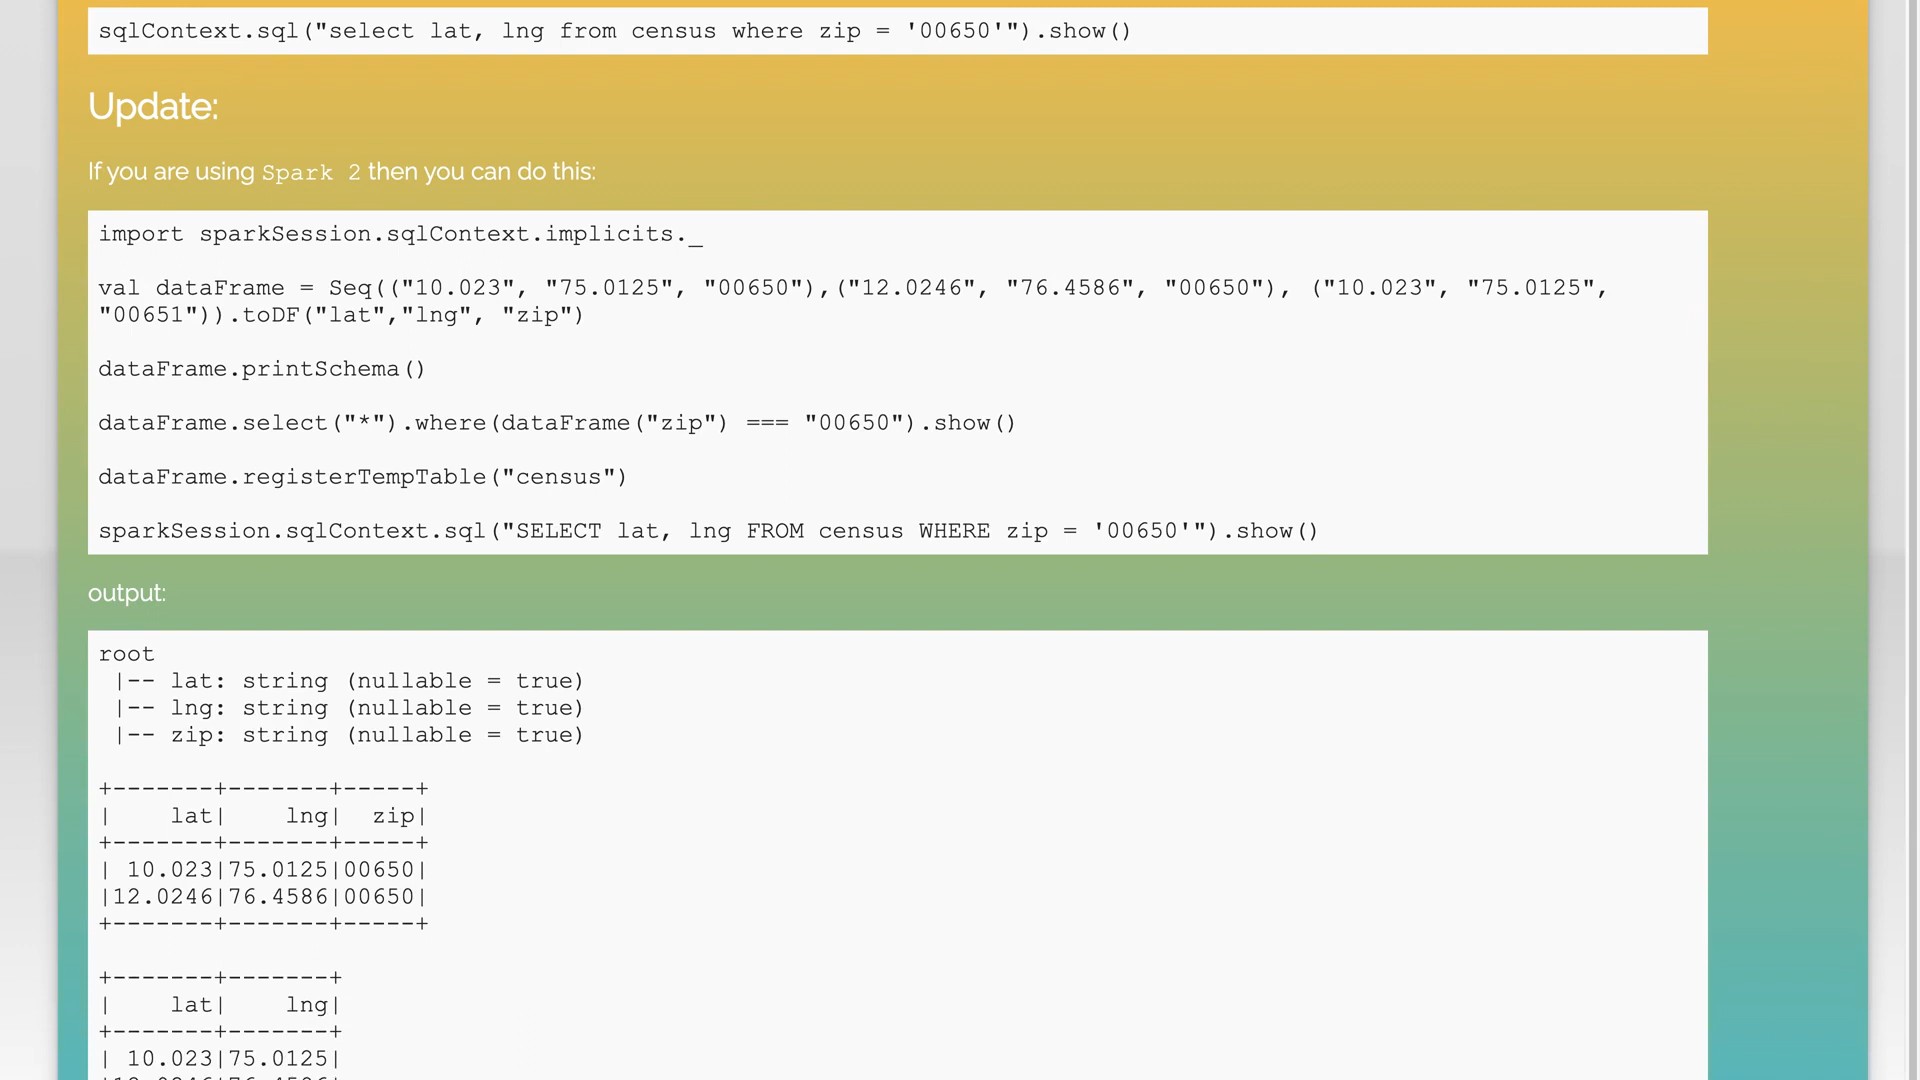 sqlContext.sql("select lat, lng from census where zip = '00650'").show()
Update:
If you are using Spark 2 then you can do this:
import sparkSession.sqlContext.implicits._
val dataFrame = Seq(("10.023", "75.0125", "00650"),("12.0246", "76.4586", "00650"), ("10.023", "75.0125",
"00651")).toDF("lat","lng", "zip")
dataFrame.printSchema()
dataFrame.select("*").where(dataFrame("zip") === "00650").show()
dataFrame.registerTempTable("census")
sparkSession.sqlContext.sql("SELECT lat, lng FROM census WHERE zip = '00650'").show()
output:
root
 |-- lat: string (nullable = true)
 |-- lng: string (nullable = true)
 |-- zip: string (nullable = true)
+-------+-------+-----+
|    lat|    lng|  zip|
+-------+-------+-----+
| 10.023|75.0125|00650|
|12.0246|76.4586|00650|
+-------+-------+-----+
+-------+-------+
|    lat|    lng|
+-------+-------+
| 10.023|75.0125|